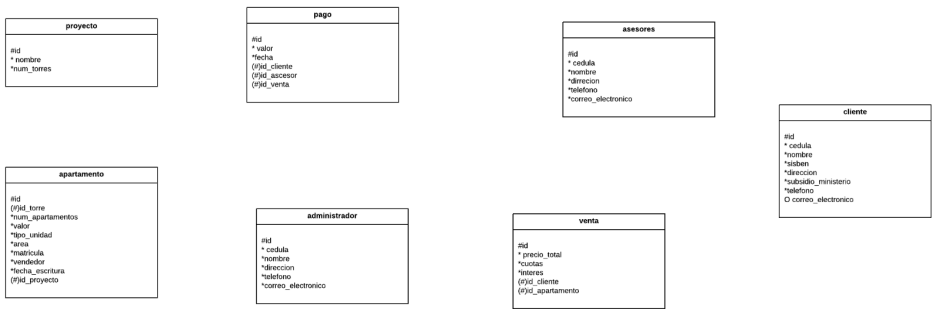 proyecto
#id
* nombre
*num_torres
pago
#id
* valor
*fecha
(#)id_cliente
(#)id_ascesor
(#)id_venta
asesores
#id
* cedula
*nombre
*dirrecion
*telefono
*correo_electronico
cliente
#id
* cedula
*nombre
*sisben
*direccion
*subsidio_ministerio
*telefono
O correo_electronico
apartamento
#id
(#)id_torre
*num_apartamentos
*valor
*tipo_unidad
*area
*matricula
*vendedor
*fecha_escritura
(#)id_proyecto
administrador
#id
* cedula
*nombre
*direccion
*telefono
*correo_electronico
venta
#id
* precio_total
*cuotas
*interes
(#)id_cliente
(#)id_apartamento